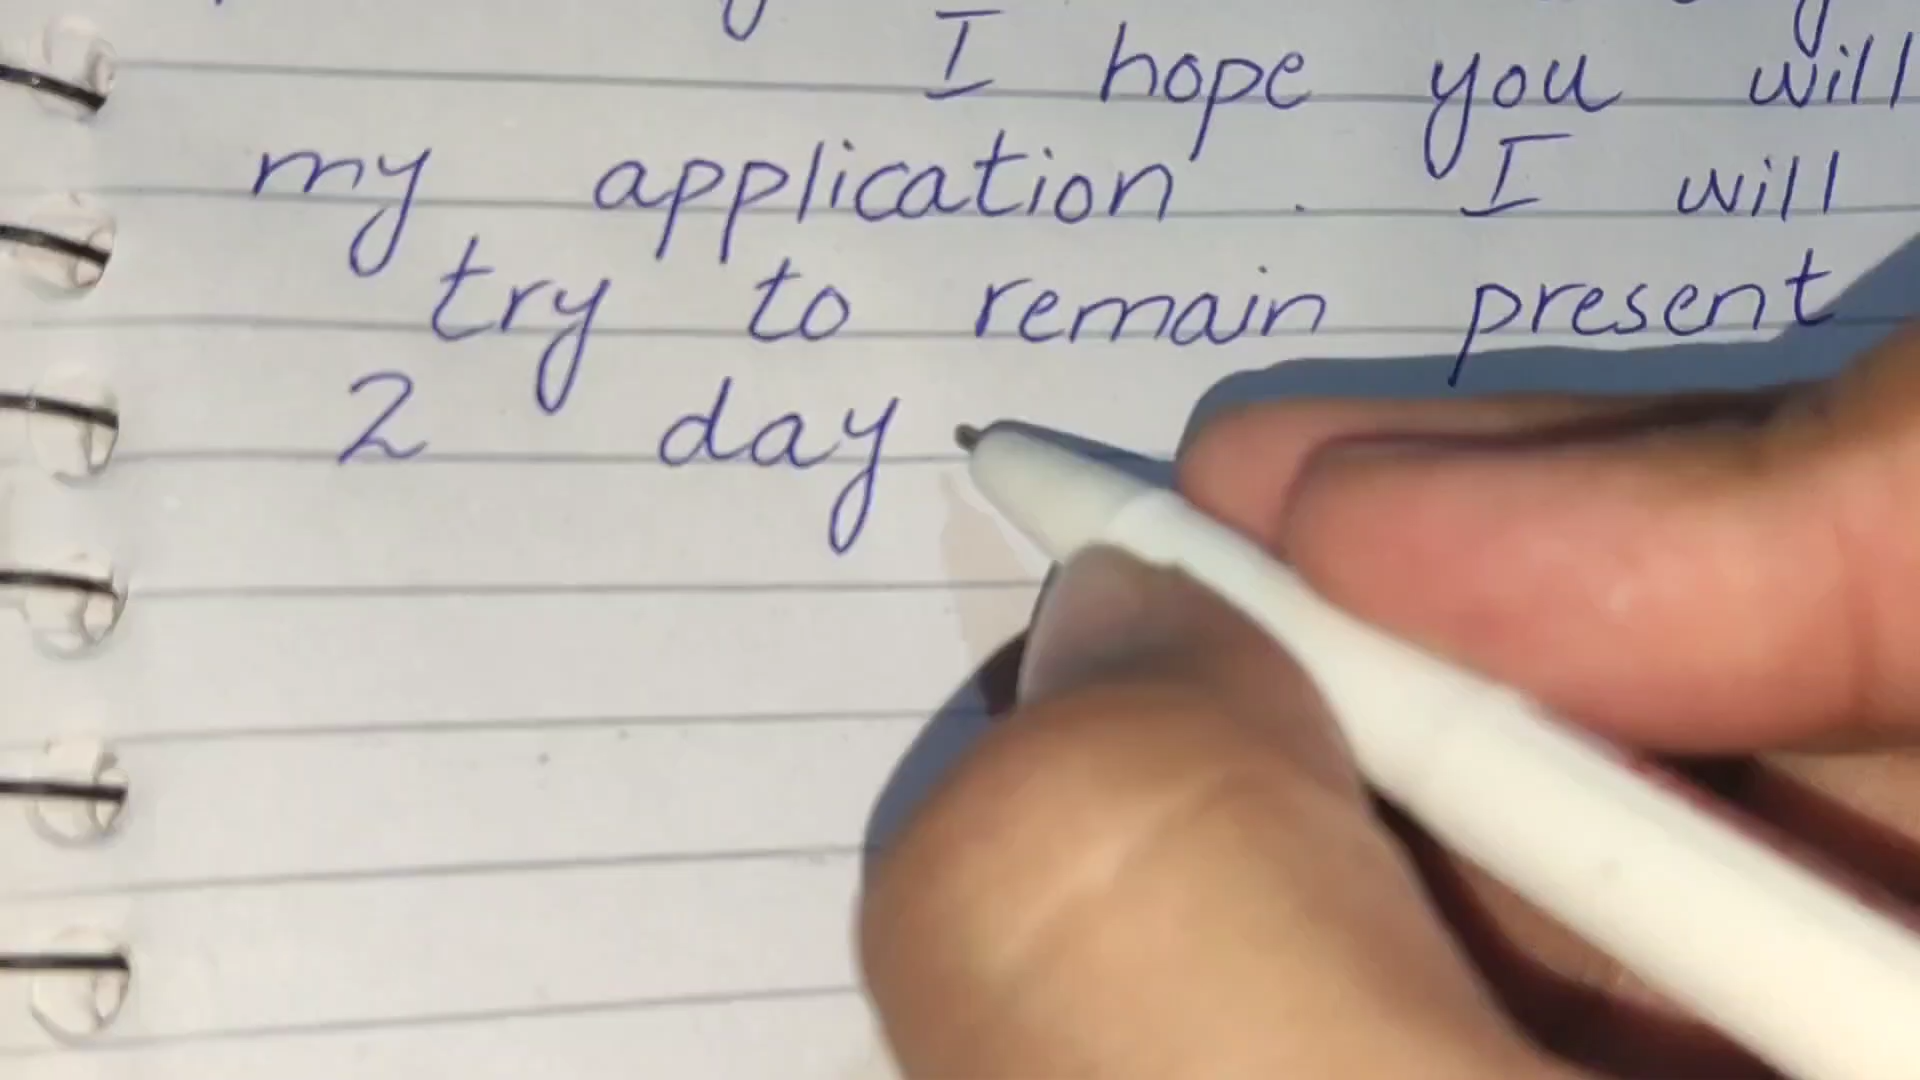 I hope you will
my application . I will
try to remain present
2 day